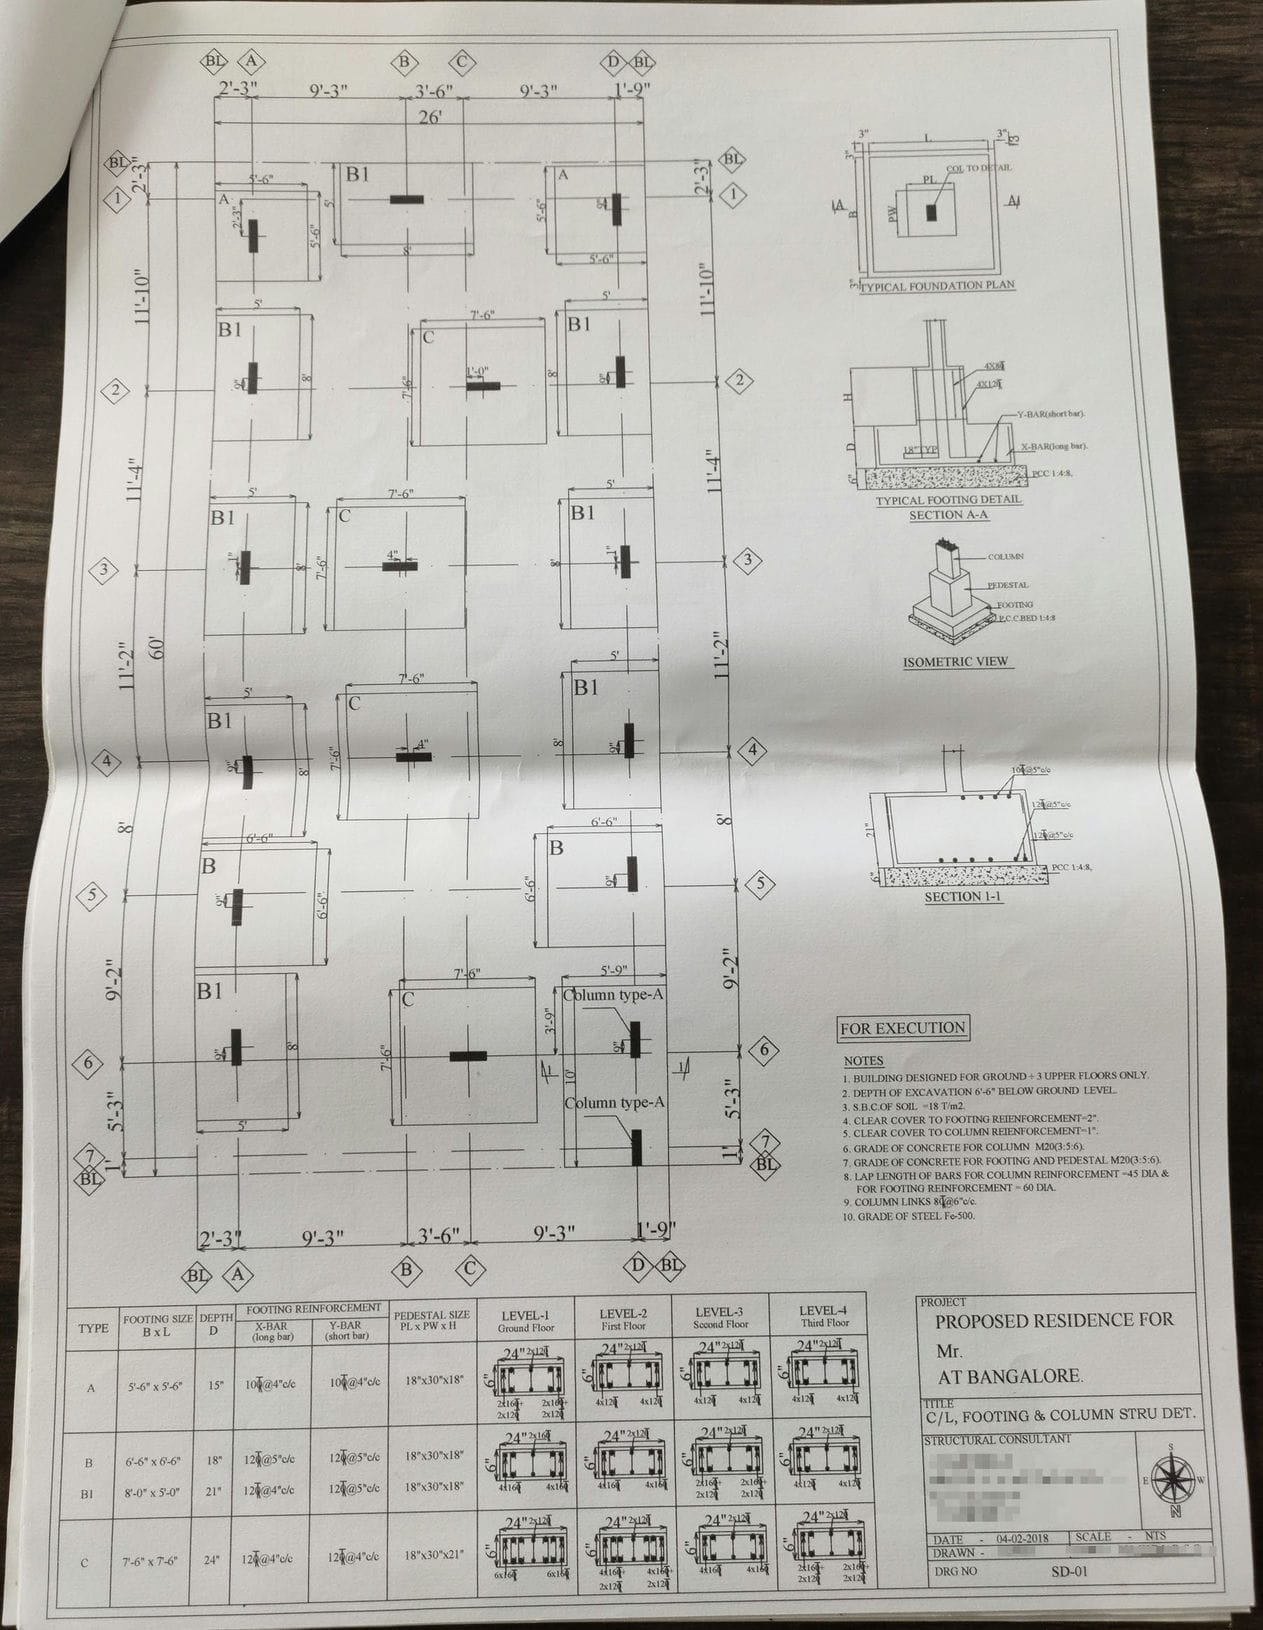 BL A B C D BL
2'-3" 9'-3" 3'-6" 9'-3" 1'-9"
26'
BL 2'-3" 2'-3" BL
1 1
5'-6" A 2'-3" 5'-6"
B1 5' 8'
A 5'-6" 9" 5'-6"
11'-10" 11'-10"
5' B1 9" 8'
7'-6" C 7'-6" 1'-0"
5' B1 8' 9"
2 2
11'-4" 11'-4"
5' B1 1" 8'
7'-6" C 7'-6" 4"
5' B1 8' 1"
3 3
11'-2" 60' 11'-2"
5' B1 9" 8'
7'-6" C 7'-6" 4"
5' B1 8' 9"
4 4
8' 8'
6'-6" B 9" 6'-6"
6'-6" B 6'-6" 9"
5 5
9'-2" 9'-2"
B1 9" 8' 5'
7'-6" C 7'-6"
5'-9"
Column type-A
3'-9" 9"
10'
6 1 1 6
Column type-A
5'-3" 5'-3"
7 7
1' 1'
BL BL
2'-3" 9'-3" 3'-6" 9'-3" 1'-9"
BL A B C D BL
3" L 3" 3"
3"
COL TO DETAIL
PL
A B PW A
3"
TYPICAL FOUNDATION PLAN
4X8
4X12
H
Y-BAR(short bar).
D 18"TYP X-BAR(long bar).
6" PCC 1:4:8,
TYPICAL FOOTING DETAIL
SECTION A-A
COLUMN
PEDESTAL
FOOTING
P.C.C.BED 1:4:8
ISOMETRIC VIEW
10@5"c/c
12@5"c/c
21"
12@5"c/c
6" PCC 1:4:8,
SECTION 1-1
FOR EXECUTION
NOTES
1. BUILDING DESIGNED FOR GROUND + 3 UPPER FLOORS ONLY.
2. DEPTH OF EXCAVATION 6'-6" BELOW GROUND LEVEL.
3. S.B.C.OF SOIL =18 T/m2.
4. CLEAR COVER TO FOOTING REIENFORCEMENT=2".
5. CLEAR COVER TO COLUMN REIENFORCEMENT=1".
6. GRADE OF CONCRETE FOR COLUMN M20(3:5:6).
7. GRADE OF CONCRETE FOR FOOTING AND PEDESTAL M20(3:5:6).
8. LAP LENGTH OF BARS FOR COLUMN REINFORCEMENT =45 DIA &
FOR FOOTING REINFORCEMENT = 60 DIA.
9. COLUMN LINKS 8@6"c/c.
10. GRADE OF STEEL Fe-500.
TYPE FOOTING SIZE DEPTH FOOTING REINFORCEMENT PEDESTAL SIZE LEVEL-1 LEVEL-2 LEVEL-3 LEVEL-4
B x L D X-BAR Y-BAR PL x PW x H Ground Floor First Floor Second Floor Third Floor
(long bar) (short bar)
24" 2x12 24" 2x12 24" 2x12 24" 2x12
A 5'-6" x 5'-6" 15" 10@4"c/c 10@4"c/c 18"x30"x18" 6" 6" 6" 6"
2x16+ 2x16+ 4x12 4x12 4x12 4x12 4x12 4x12
2x12 2x12
24" 2x16 24" 2x12 24" 2x12 24" 2x12
B 6'-6" x 6'-6" 18" 12@5"c/c 12@5"c/c 18"x30"x18" 6" 6" 6" 6"
B1 8'-0" x 5'-0" 21" 12@4"c/c 12@5"c/c 18"x30"x18" 4x16 4x16 4x16 4x16 2x16+ 2x16+ 4x12 4x12
2x12 2x12
24" 2x12 24" 2x12 24" 2x12 24" 2x12
C 7'-6" x 7'-6" 24" 12@4"c/c 12@4"c/c 18"x30"x21" 6" 6" 6" 6"
6x16 6x16 4x16+ 4x16+ 4x16 4x16 2x16+ 2x16+
2x12 2x12 2x12 2x12
PROJECT
PROPOSED RESIDENCE FOR
Mr.
AT BANGALORE.
TITLE
C/L, FOOTING & COLUMN STRU DET.
STRUCTURAL CONSULTANT
S
E W
N
DATE - 04-02-2018 SCALE - NTS
DRAWN -
DRG NO SD-01